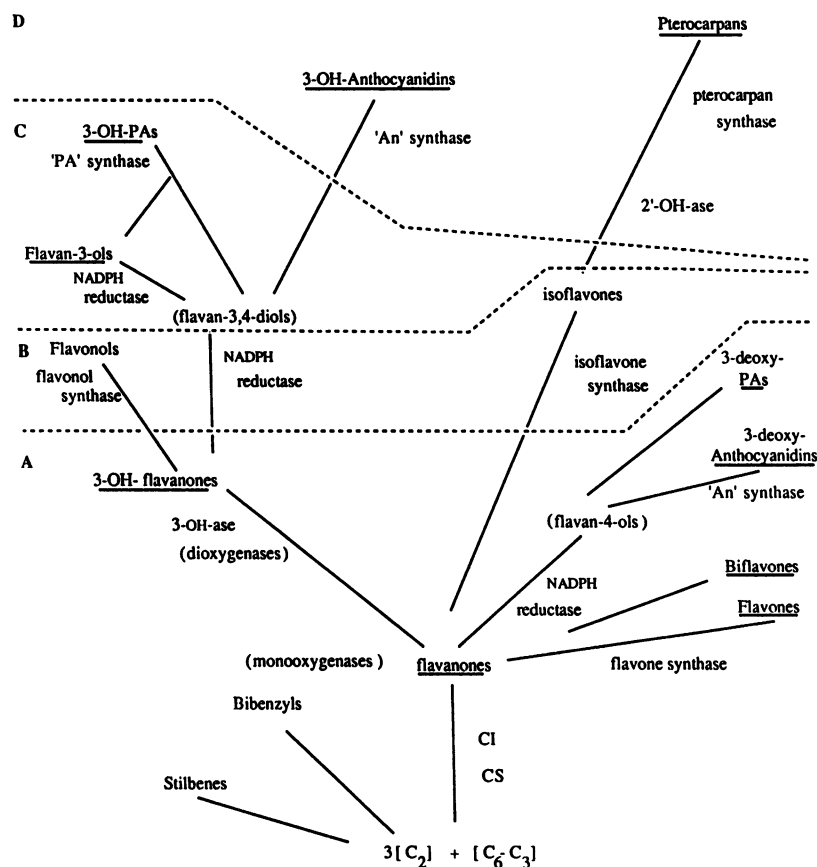 D
Pterocarpans
3-OH-Anthocyanidins
pterocarpan
synthase
C
3-OH-PAs
'PA' synthase
'An' synthase
2'-OH-ase
Flavan-3-ols
NADPH
reductase
(flavan-3,4-diols)
isoflavones
B
Flavonols
flavonol
synthase
NADPH
reductase
isoflavone
synthase
3-deoxy-
PAs
A
3-deoxy-
Anthocyanidins
'An' synthase
3-OH- flavanones
3-OH-ase
(dioxygenases)
(flavan-4-ols )
NADPH
reductase
Biflavones
Flavones
(monooxygenases )
flavanones
flavone synthase
Bibenzyls
CI
CS
Stilbenes
3[C2] + [C6-C3]